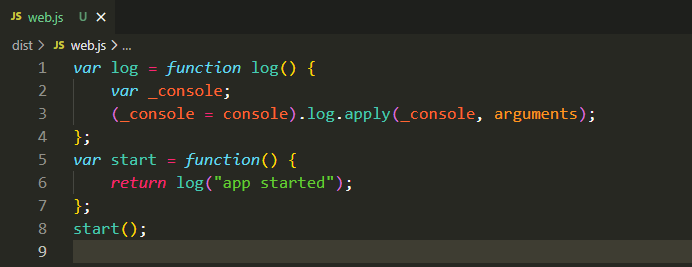 JS web.js U ×
dist > JS web.js > ...
1 var log = function log() {
2     var _console;
3     (_console = console).log.apply(_console, arguments);
4 };
5 var start = function() {
6     return log("app started");
7 };
8 start();
9